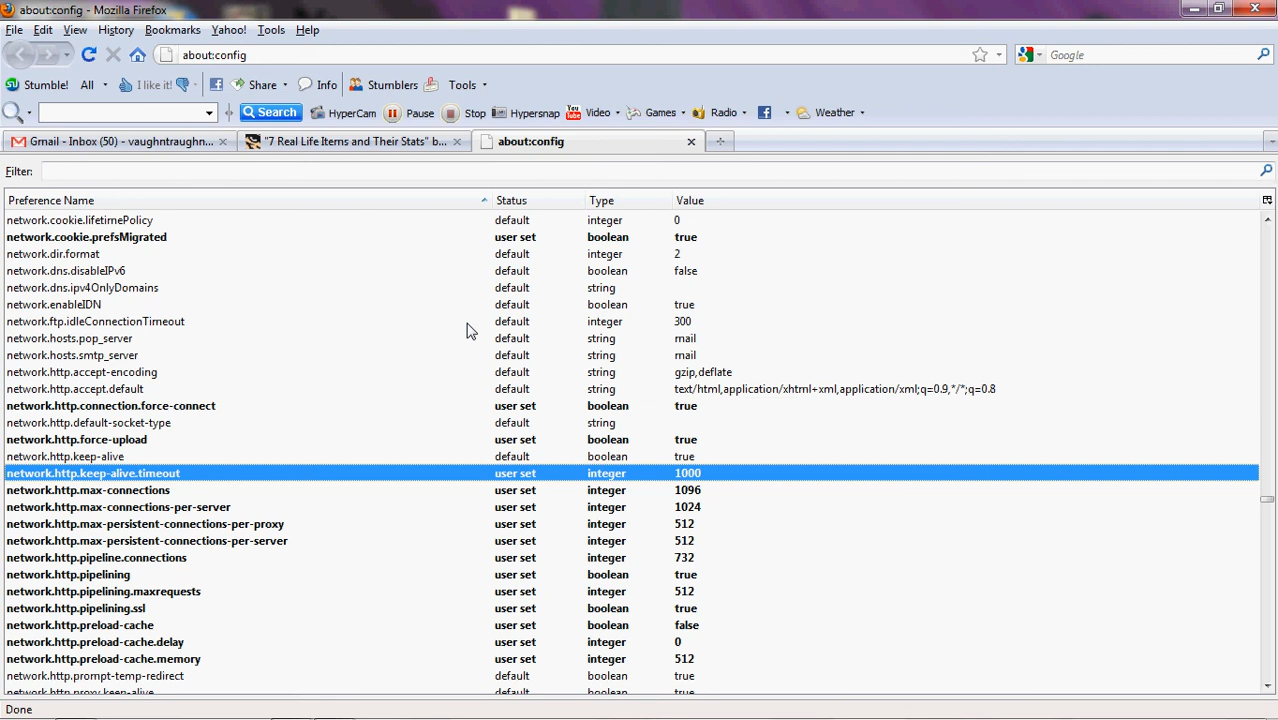 about:config - Mozilla Firefox
File Edit View History Bookmarks Yahoo! Tools Help
about:config Google
Stumble! All I like it! Share Info Stumblers Tools
Search HyperCam Pause Stop Hypersnap You Tube Video Games Radio Weather
Gmail - Inbox (50) - vaughntraughn... "7 Real Life Items and Their Stats" b... about:config
Filter:
Preference Name Status Type Value
network.cookie.lifetimePolicy default integer 0
network.cookie.prefsMigrated user set boolean true
network.dir.format default integer 2
network.dns.disableIPv6 default boolean false
network.dns.ipv4OnlyDomains default string
network.enableIDN default boolean true
network.ftp.idleConnectionTimeout default integer 300
network.hosts.pop_server default string mail
network.hosts.smtp_server default string mail
network.http.accept-encoding default string gzip,deflate
network.http.accept.default default string text/html,application/xhtml+xml,application/xml;q=0.9,*/*;q=0.8
network.http.connection.force-connect user set boolean true
network.http.default-socket-type default string
network.http.force-upload user set boolean true
network.http.keep-alive default boolean true
network.http.keep-alive.timeout user set integer 1000
network.http.max-connections user set integer 1096
network.http.max-connections-per-server user set integer 1024
network.http.max-persistent-connections-per-proxy user set integer 512
network.http.max-persistent-connections-per-server user set integer 512
network.http.pipeline.connections user set integer 732
network.http.pipelining user set boolean true
network.http.pipelining.maxrequests user set integer 512
network.http.pipelining.ssl user set boolean true
network.http.preload-cache user set boolean false
network.http.preload-cache.delay user set integer 0
network.http.preload-cache.memory user set integer 512
network.http.prompt-temp-redirect default boolean true
network.http.proxy.keep-alive default boolean true
Done